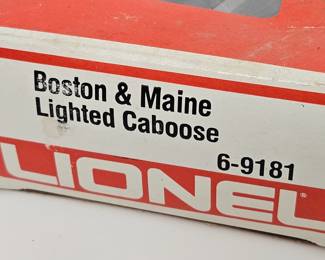 Boston & Maine
Lighted Caboose
6-9181
LIONEL